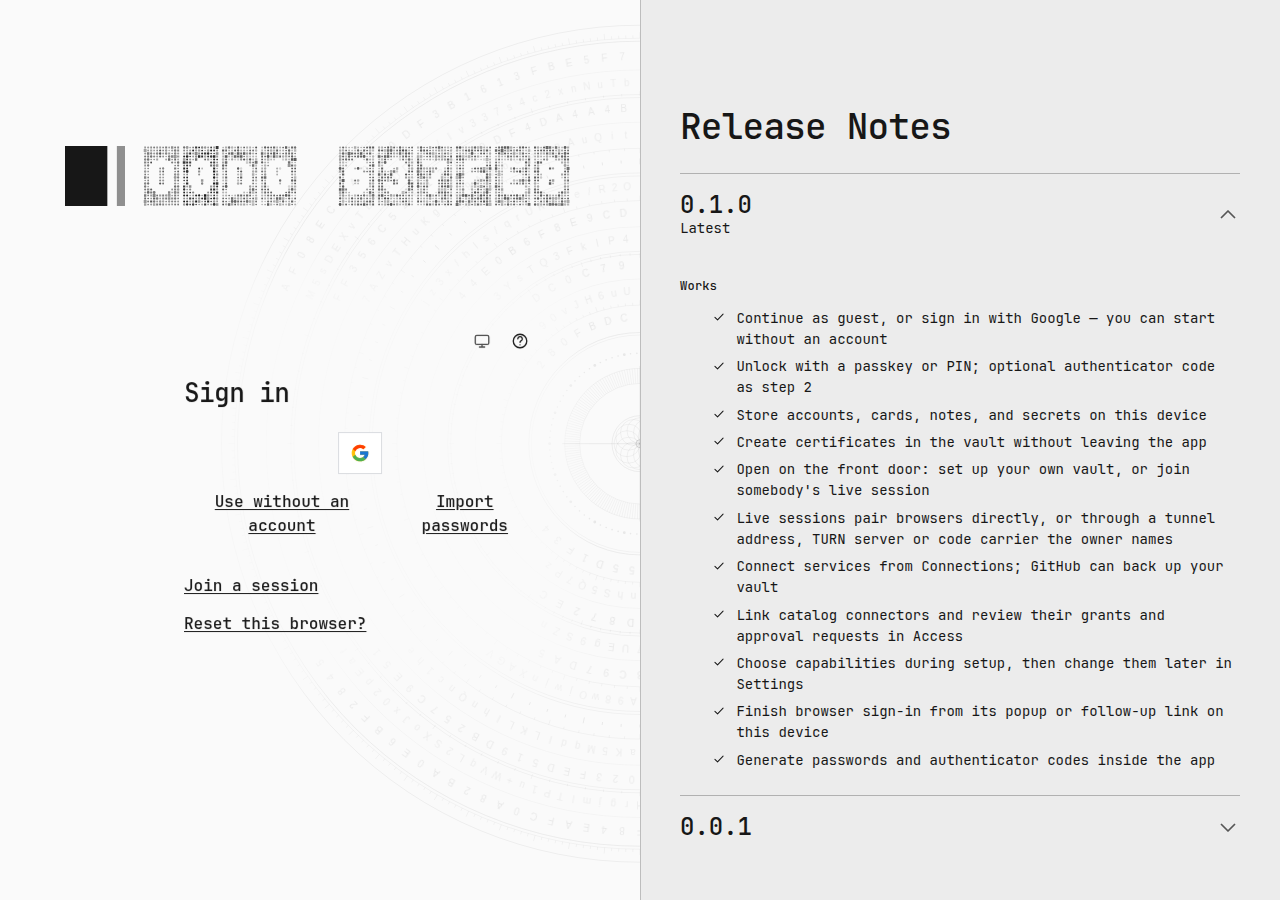 Sign in
Use without an
account
Import
passwords
Join a session
Reset this browser?
Release Notes
0.1.0
Latest
Works
Continue as guest, or sign in with Google — you can start
without an account
Unlock with a passkey or PIN; optional authenticator code
as step 2
Store accounts, cards, notes, and secrets on this device
Create certificates in the vault without leaving the app
Open on the front door: set up your own vault, or join
somebody's live session
Live sessions pair browsers directly, or through a tunnel
address, TURN server or code carrier the owner names
Connect services from Connections; GitHub can back up your
vault
Link catalog connectors and review their grants and
approval requests in Access
Choose capabilities during setup, then change them later in
Settings
Finish browser sign-in from its popup or follow-up link on
this device
Generate passwords and authenticator codes inside the app
0.0.1